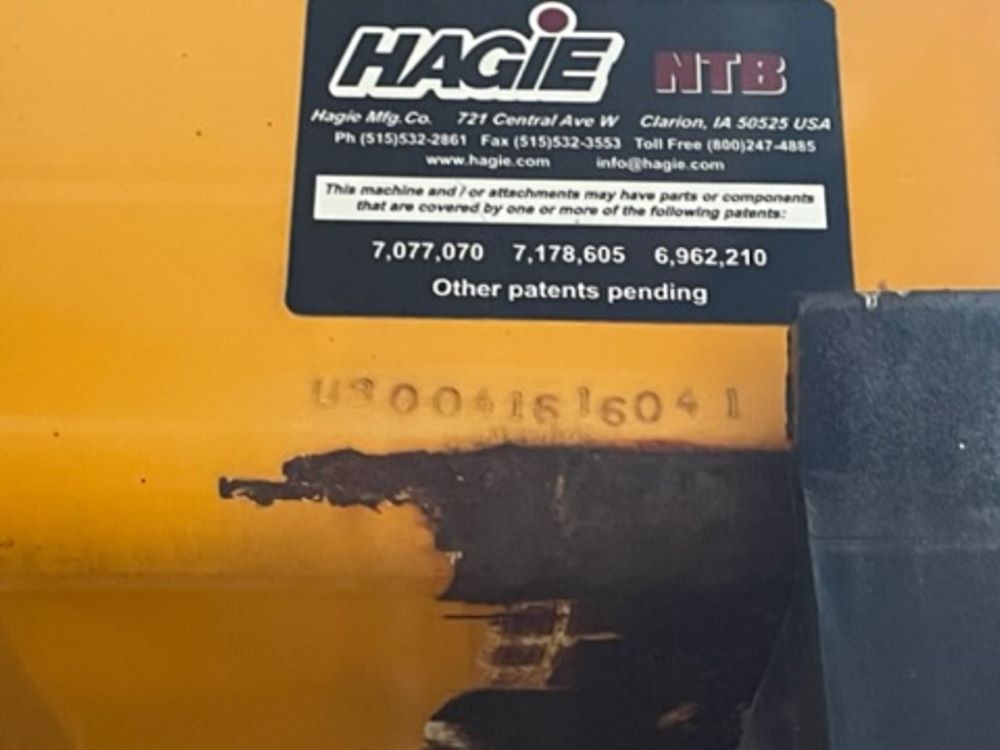 HAGiE NTB
Hagie Mfg.Co. 721 Central Ave W Clarion, IA 50525 USA
Ph (515)532-2861 Fax (515)532-3553 Toll Free (800)247-4885
www.hagie.com info@hagie.com
This machine and / or attachments may have parts or components
that are covered by one or more of the following patents:
7,077,070 7,178,605 6,962,210
Other patents pending